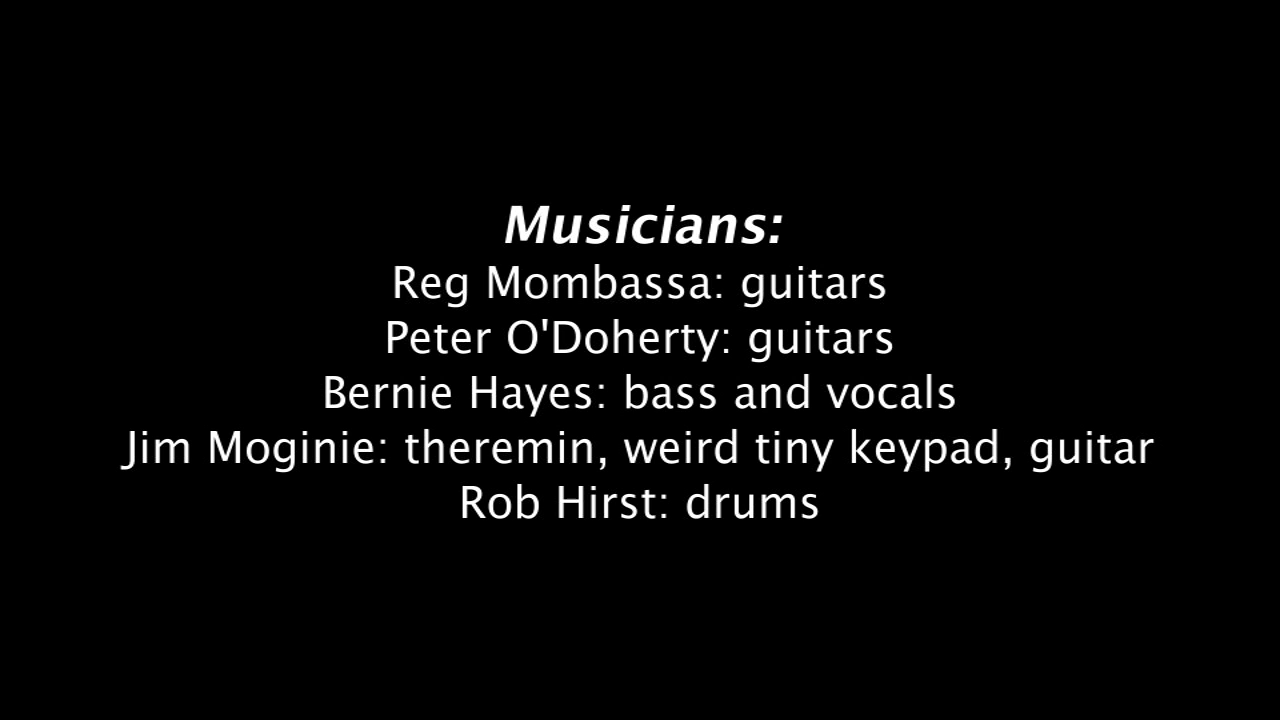 Musicians:
Reg Mombassa: guitars
Peter O'Doherty: guitars
Bernie Hayes: bass and vocals
Jim Moginie: theremin, weird tiny keypad, guitar
Rob Hirst: drums